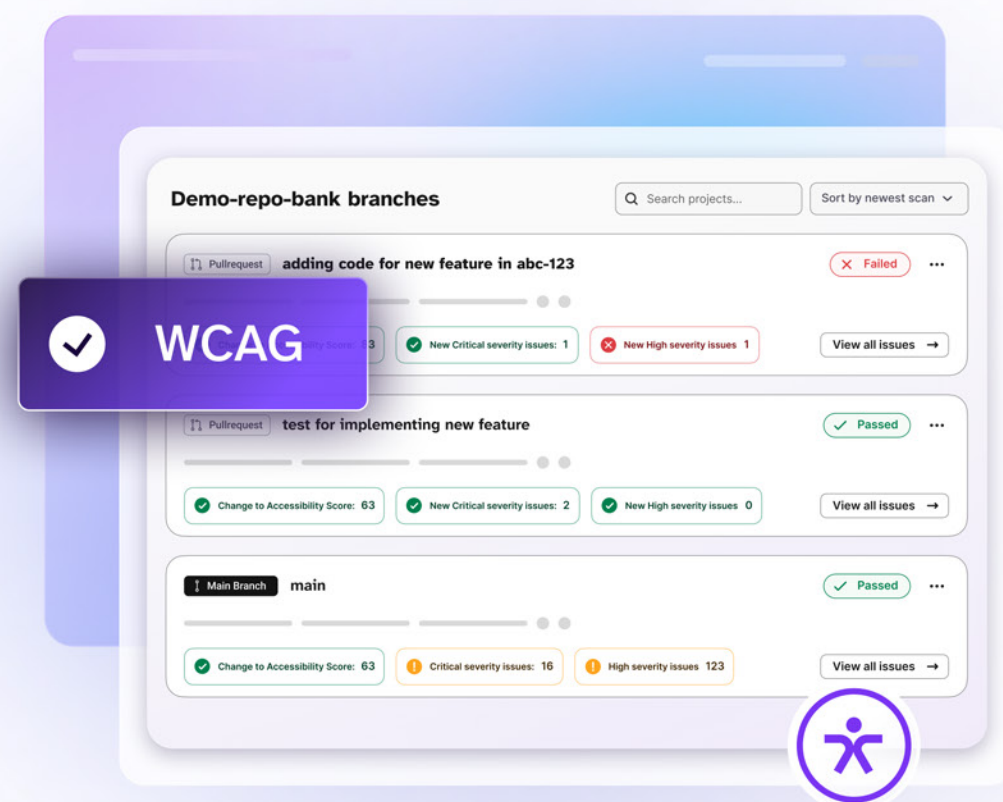 Demo-repo-bank branches
Search projects...
Sort by newest scan
Pullrequest adding code for new feature in abc-123
Failed
WCAG
3
New Critical severity issues: 1
New High severity issues 1
View all issues
Pullrequest test for implementing new feature
Passed
Change to Accessibility Score: 63
New Critical severity issues: 2
New High severity issues 0
View all issues
Main Branch main
Passed
Change to Accessibility Score: 63
Critical severity issues: 16
High severity issues 123
View all issues